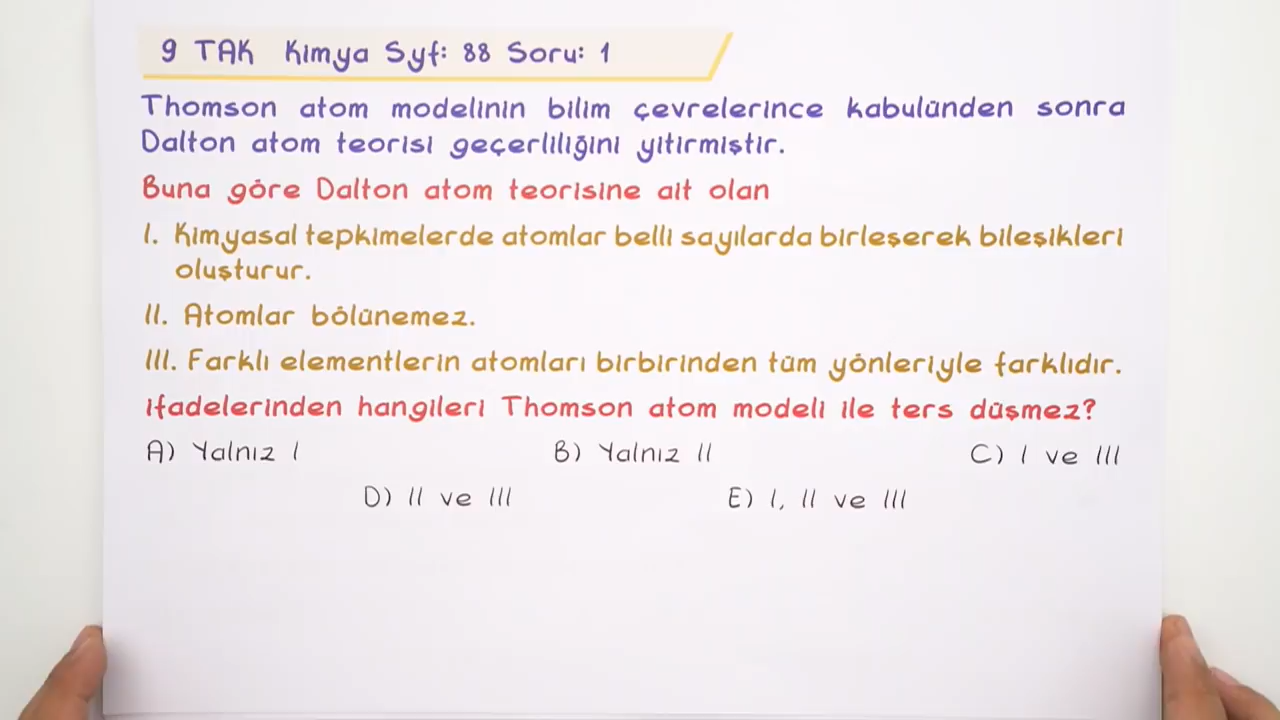 9 TAK Kimya Syf: 88 Soru: 1
Thomson atom modelinin bilim çevrelerince kabulünden sonra
Dalton atom teorisi geçerliliğini yitirmiştir.
Buna göre Dalton atom teorisine ait olan
I. Kimyasal tepkimelerde atomlar belli sayılarda birleşerek bileşikleri
oluşturur.
II. Atomlar bölünemez.
III. Farklı elementlerin atomları birbirinden tüm yönleriyle farklıdır.
ifadelerinden hangileri Thomson atom modeli ile ters düşmez?
A) Yalnız I B) Yalnız II C) I ve III
D) II ve III E) I, II ve III